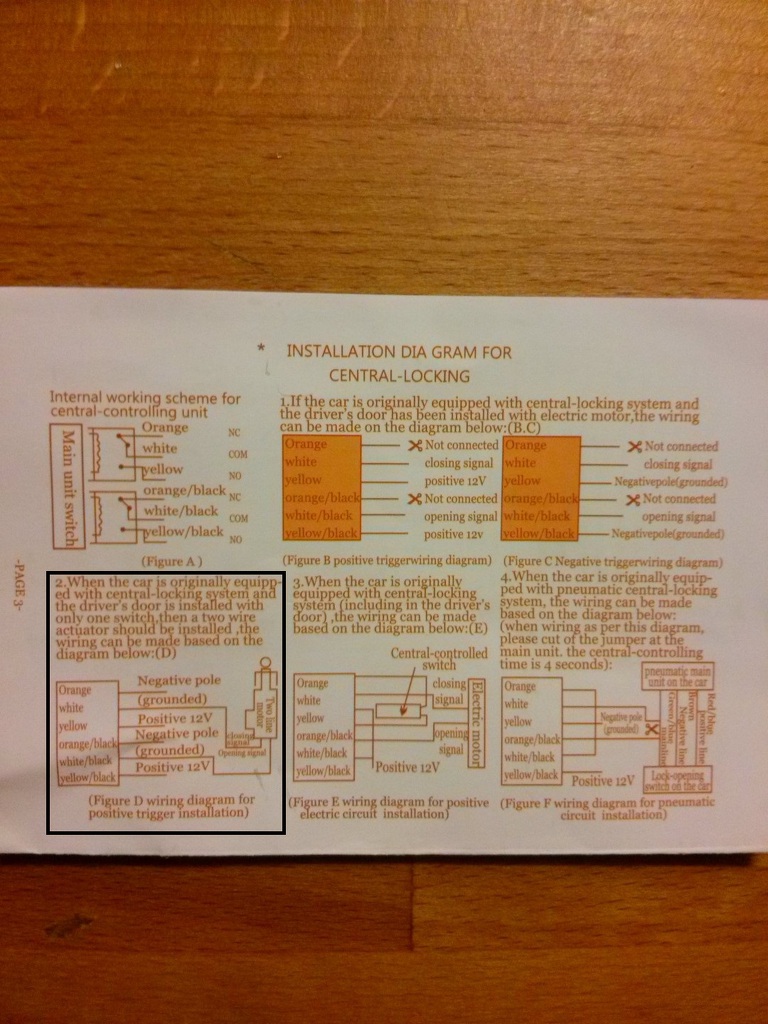 * INSTALLATION DIA GRAM FOR
CENTRAL-LOCKING
Internal working scheme for
central-controlling unit
Main unit switch
Orange
NC
white
COM
yellow
NO
orange/black
NC
white/black
COM
yellow/black
NO
(Figure A )
1.If the car is originally equipped with central-locking system and
the driver's door has been installed with electric motor,the wiring
can be made on the diagram below:(B.C)
Orange
Not connected
white
closing signal
yellow
positive 12V
orange/black
Not connected
white/black
opening signal
yellow/black
positive 12v
(Figure B positive triggerwiring diagram)
Orange
Not connected
white
closing signal
yellow
Negativepole(grounded)
orange/black
Not connected
white/black
opening signal
yellow/black
Negativepole(grounded)
(Figure C Negative triggerwiring diagram)
-PAGE 3-
2.When the car is originally equipp-
ed with central-locking system and
the driver's door is installed with
only one switch,then a two wire
actuator should be installed ,the
wiring can be made based on the
diagram below:(D)
Orange
white
yellow
orange/black
white/black
yellow/black
Negative pole
(grounded)
Positive 12V
Negative pole
(grounded)
Positive 12V
closing
signal
Opening signal
Two line
motor
(Figure D wiring diagram for
positive trigger installation)
3.When the car is originally
equipped with central-locking
system (including in the driver's
door) ,the wiring can be made
based on the diagram below:(E)
Central-controlled
switch
Orange
white
yellow
orange/black
white/black
yellow/black
closing
signal
opening
signal
Positive 12V
Electric motor
(Figure E wiring diagram for positive
electric circuit installation)
4.When the car is originally equip-
ped with pneumatic central-locking
system, the wiring can be made
based on the diagram below:
(when wiring as per this diagram,
please cut of the jumper at the
main unit. the central-controlling
time is 4 seconds):
Orange
white
yellow
orange/black
white/black
yellow/black
Negative pole
(grounded)
Positive 12V
pneumatic main
unit on the car
Negative line
Brown
positive line
Lock-opening
switch on the car
(Figure F wiring diagram for pneumatic
circuit installation)